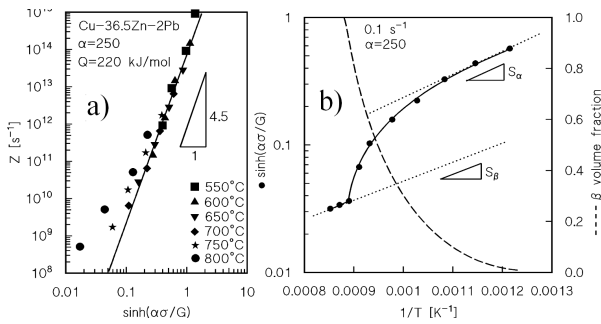 10¹⁵
10¹⁴
10¹³
10¹²
10¹¹
10¹⁰
10⁹
10⁸
Z [s⁻¹]
Cu-36.5Zn-2Pb
α=250
Q=220 kJ/mol
a)
4.5
1
■ 550°C
▲ 600°C
▼ 650°C
◆ 700°C
★ 750°C
● 800°C
0.01 0.1 1 10
sinh(ασ/G)
1
0.1
0.01
● sinh(ασ/G)
0.1 s⁻¹
α=250
b)
Sα
Sβ
1.0
0.8
0.6
0.4
0.2
0.0
--- β volume fraction
0.0008 0.0009 0.001 0.0011 0.0012 0.0013
1/T [K⁻¹]